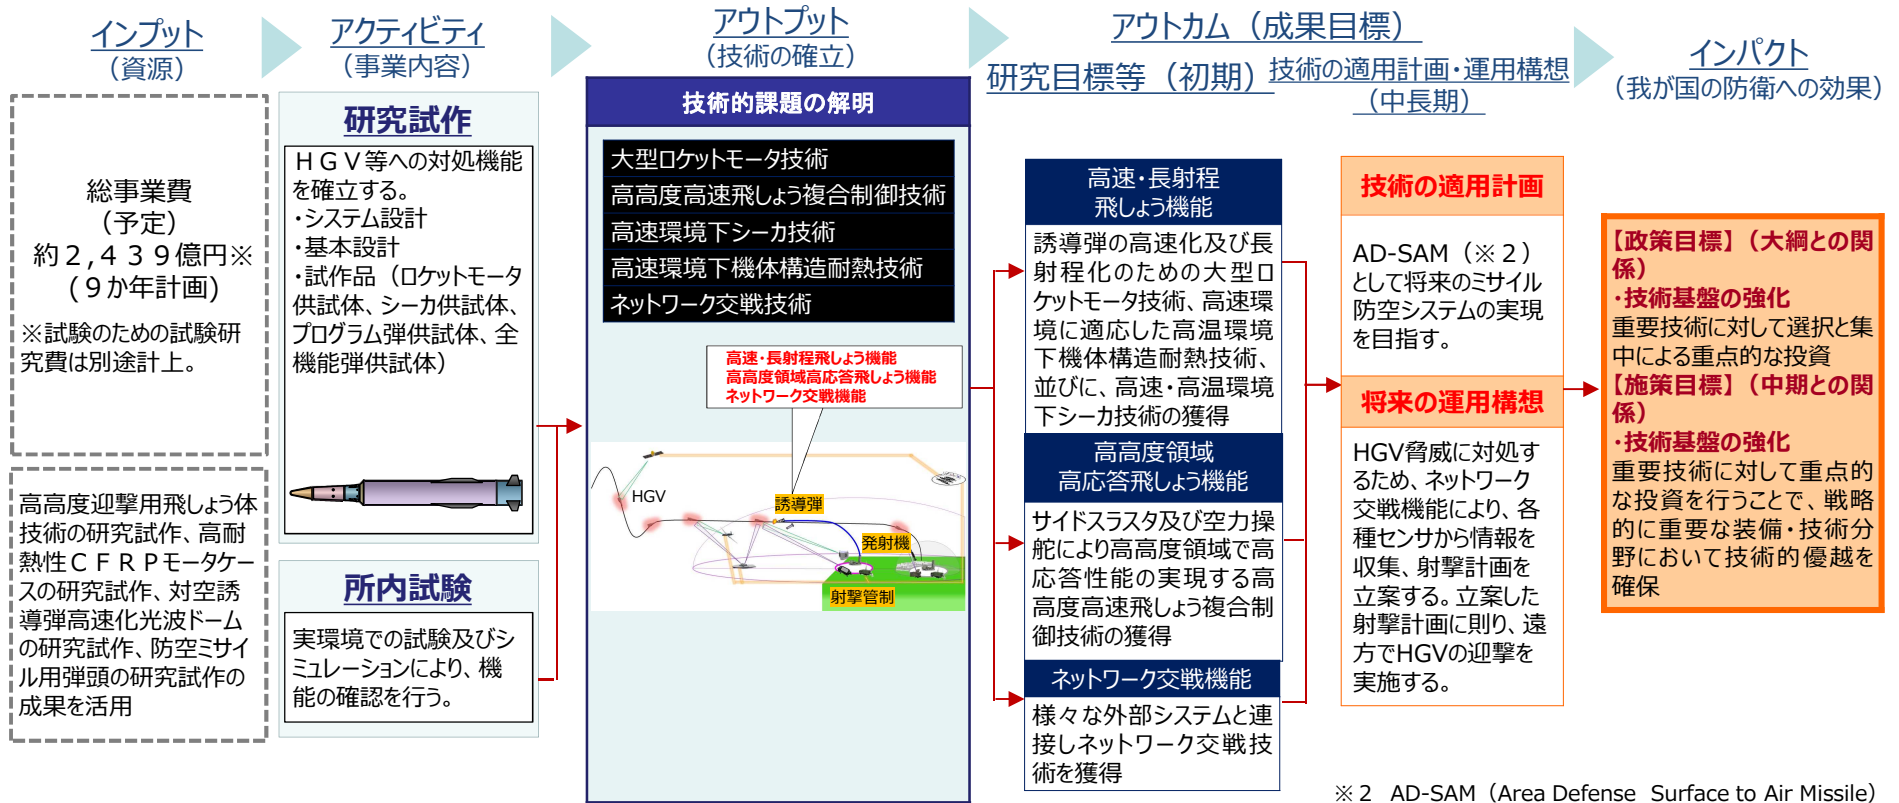 インプット
（資源）
アクティビティ
（事業内容）
アウトプット
（技術の確立）
アウトカム（成果目標）
研究目標等（初期）
技術の適用計画・運用構想
（中長期）
インパクト
（我が国の防衛への効果）
総事業費
（予定）
約２,４３９億円※
(９か年計画)
※試験のための試験研
究費は別途計上。
高高度迎撃用飛しょう体
技術の研究試作、高耐
熱性ＣＦＲＰモータケー
スの研究試作、対空誘
導弾高速化光波ドーム
の研究試作、防空ミサイ
ル用弾頭の研究試作の
成果を活用
研究試作
ＨＧＶ等への対処機能
を確立する。
・システム設計
・基本設計
・試作品（ロケットモータ
供試体、シーカ供試体、
プログラム弾供試体、全
機能弾供試体）
所内試験
実環境での試験及びシ
ミュレーションにより、機
能の確認を行う。
技術的課題の解明
大型ロケットモータ技術
高高度高速飛しょう複合制御技術
高速環境下シーカ技術
高速環境下機体構造耐熱技術
ネットワーク交戦技術
高速・長射程飛しょう機能
高高度領域高応答飛しょう機能
ネットワーク交戦機能
HGV
誘導弾
発射機
射撃管制
高速・長射程
飛しょう機能
誘導弾の高速化及び長
射程化のための大型ロ
ケットモータ技術、高速環
境に適応した高温環境
下機体構造耐熱技術、
並びに、高速・高温環境
下シーカ技術の獲得
高高度領域
高応答飛しょう機能
サイドスラスタ及び空力操
舵により高高度領域で高
応答性能の実現する高
高度高速飛しょう複合制
御技術の獲得
ネットワーク交戦機能
様々な外部システムと連
接しネットワーク交戦技
術を獲得
技術の適用計画
AD-SAM（※２）
として将来のミサイル
防空システムの実現
を目指す。
将来の運用構想
HGV脅威に対処す
るため、ネットワーク
交戦機能により、各
種センサから情報を
収集、射撃計画を
立案する。立案した
射撃計画に則り、遠
方でHGVの迎撃を
実施する。
【政策目標】（大綱との関
係）
・技術基盤の強化
重要技術に対して選択と集
中による重点的な投資
【施策目標】（中期との関
係）
・技術基盤の強化
重要技術に対して重点的
な投資を行うことで、戦略
的に重要な装備・技術分
野において技術的優越を
確保
※２ AD-SAM（Area Defense Surface to Air Missile）